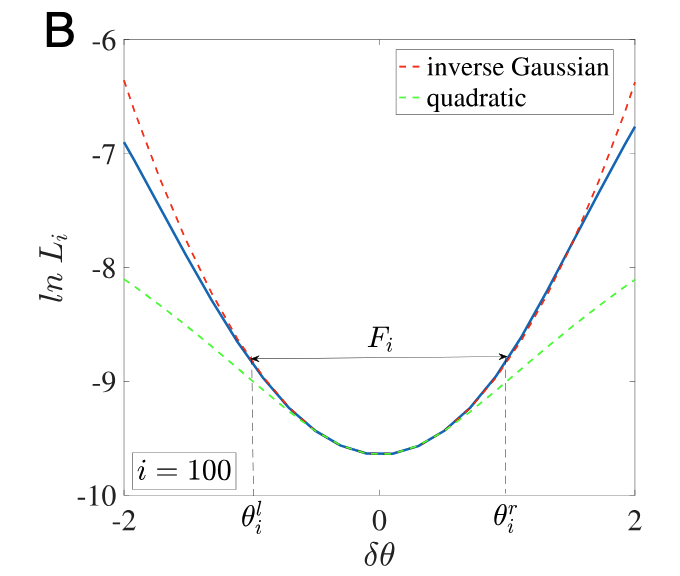 B
-6
-7
-8
-9
-10
ln L_i
inverse Gaussian
quadratic
F_i
i = 100
-2
θ_i^l
0
θ_i^r
2
δθ